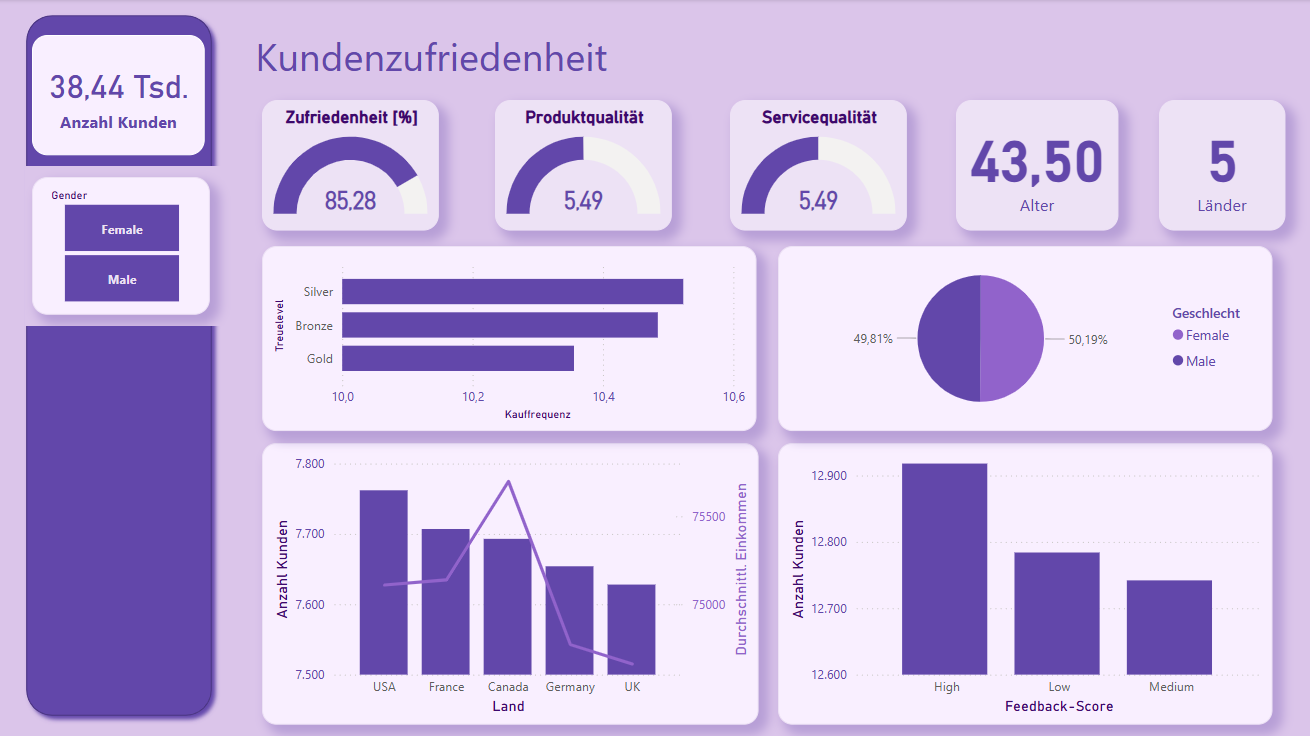 38,44 Tsd.
Anzahl Kunden
Gender
Female
Male
Kundenzufriedenheit
Zufriedenheit [%]
85,28
Produktqualität
5,49
Servicequalität
5,49
43,50
Alter
5
Länder
Treuelevel
Silver
Bronze
Gold
10,0 10,2 10,4 10,6
Kauffrequenz
49,81%
50,19%
Geschlecht
Female
Male
Anzahl Kunden
7.800
7.700
7.600
7.500
75500
75000
Durchschnittl. Einkommen
USA France Canada Germany UK
Land
Anzahl Kunden
12.900
12.800
12.700
12.600
High Low Medium
Feedback-Score